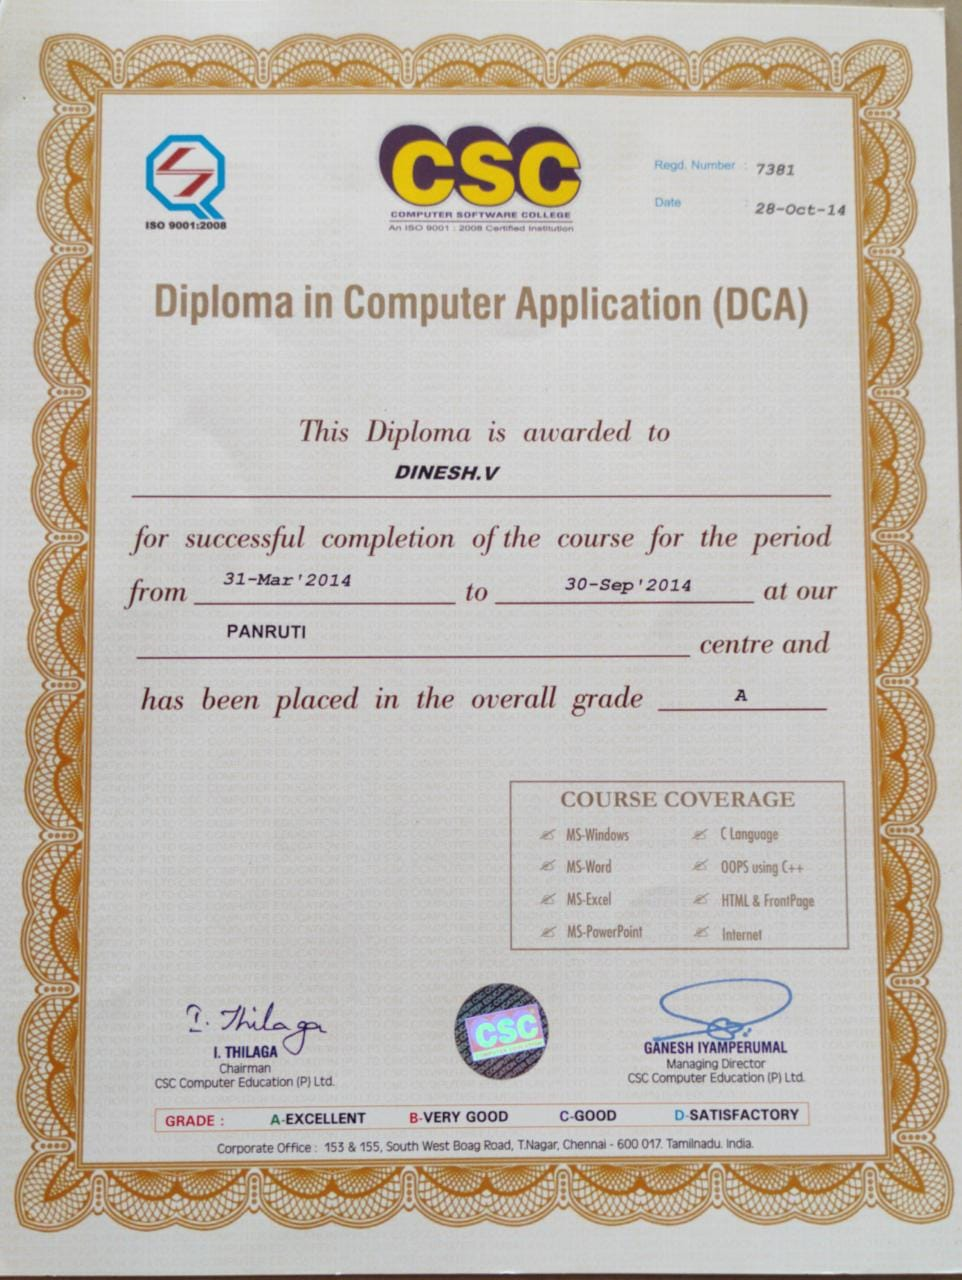 ISO 9001:2008
CSC
COMPUTER SOFTWARE COLLEGE
An ISO 9001 : 2008 Certified Institution
Regd. Number : 7381
Date : 28-Oct-14
Diploma in Computer Application (DCA)
This Diploma is awarded to
DINESH.V
for successful completion of the course for the period
from 31-Mar'2014 to 30-Sep'2014 at our
PANRUTI centre and
has been placed in the overall grade A
COURSE COVERAGE
MS-Windows
MS-Word
MS-Excel
MS-PowerPoint
C Language
OOPS using C++
HTML & FrontPage
Internet
I. Thilaga
I. THILAGA
Chairman
CSC Computer Education (P) Ltd.
CSC
GANESH IYAMPERUMAL
Managing Director
CSC Computer Education (P) Ltd.
GRADE : A-EXCELLENT B-VERY GOOD C-GOOD D-SATISFACTORY
Corporate Office : 153 & 155, South West Boag Road, T.Nagar, Chennai - 600 017. Tamilnadu. India.